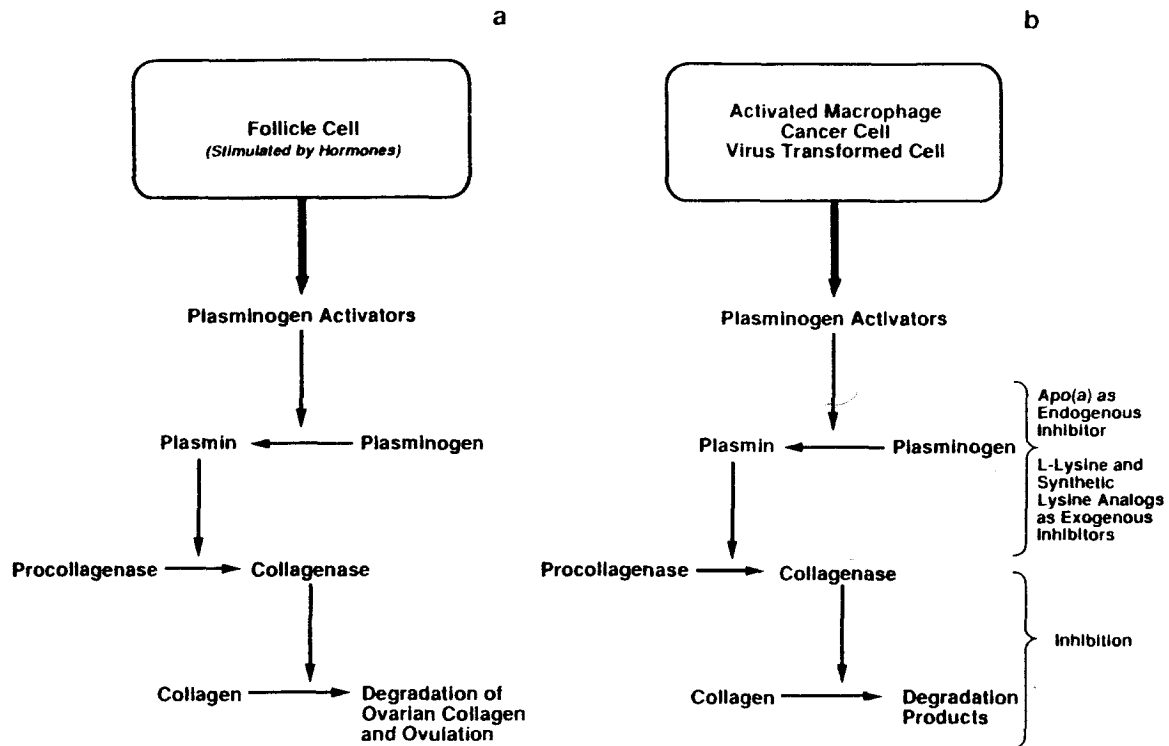 a
Follicle Cell
(Stimulated by Hormones)
Plasminogen Activators
Plasmin
Plasminogen
Procollagenase
Collagenase
Collagen
Degradation of
Ovarian Collagen
and Ovulation
b
Activated Macrophage
Cancer Cell
Virus Transformed Cell
Plasminogen Activators
Plasmin
Plasminogen
Apo(a) as
Endogenous
Inhibitor
L-Lysine and
Synthetic
Lysine Analogs
as Exogenous
Inhibitors
Procollagenase
Collagenase
Inhibition
Collagen
Degradation
Products